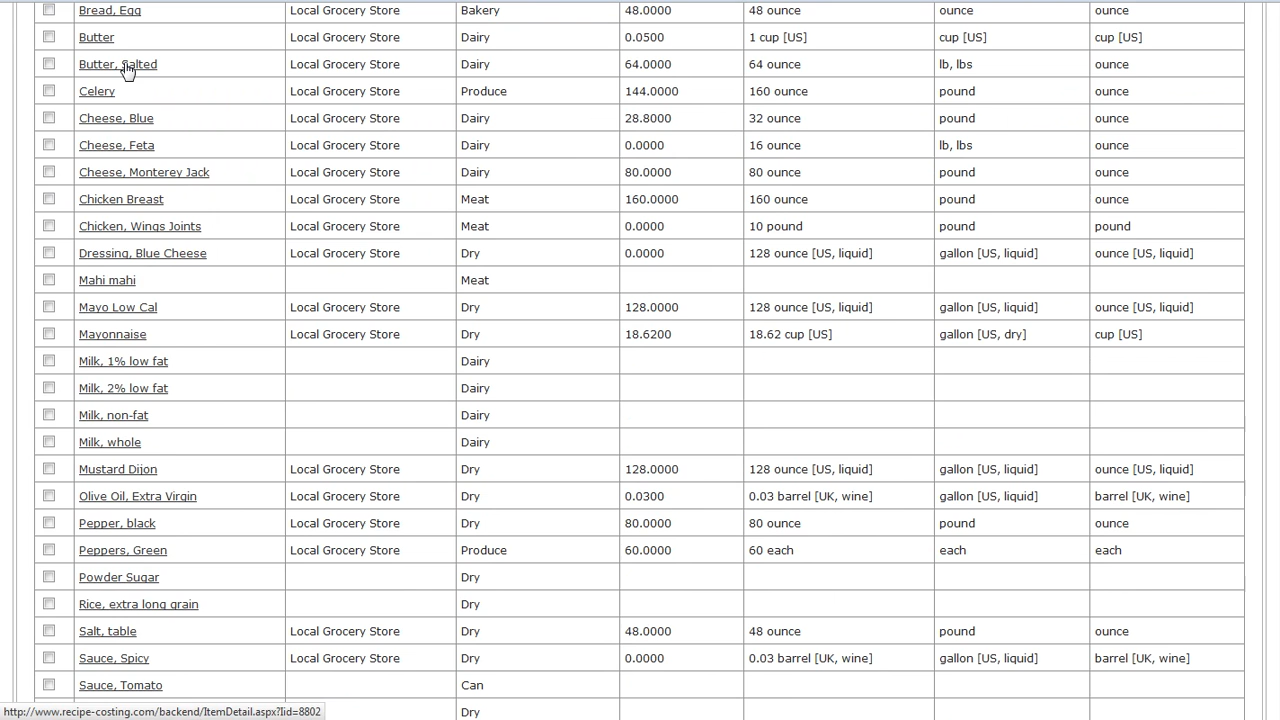 Bread, Egg Local Grocery Store Bakery 48.0000 48 ounce ounce ounce
Butter Local Grocery Store Dairy 0.0500 1 cup [US] cup [US] cup [US]
Butter, Salted Local Grocery Store Dairy 64.0000 64 ounce lb, lbs ounce
Celery Local Grocery Store Produce 144.0000 160 ounce pound ounce
Cheese, Blue Local Grocery Store Dairy 28.8000 32 ounce pound ounce
Cheese, Feta Local Grocery Store Dairy 0.0000 16 ounce lb, lbs ounce
Cheese, Monterey Jack Local Grocery Store Dairy 80.0000 80 ounce pound ounce
Chicken Breast Local Grocery Store Meat 160.0000 160 ounce pound ounce
Chicken, Wings Joints Local Grocery Store Meat 0.0000 10 pound pound pound
Dressing, Blue Cheese Local Grocery Store Dry 0.0000 128 ounce [US, liquid] gallon [US, liquid] ounce [US, liquid]
Mahi mahi Meat
Mayo Low Cal Local Grocery Store Dry 128.0000 128 ounce [US, liquid] gallon [US, liquid] ounce [US, liquid]
Mayonnaise Local Grocery Store Dry 18.6200 18.62 cup [US] gallon [US, dry] cup [US]
Milk, 1% low fat Dairy
Milk, 2% low fat Dairy
Milk, non-fat Dairy
Milk, whole Dairy
Mustard Dijon Local Grocery Store Dry 128.0000 128 ounce [US, liquid] gallon [US, liquid] ounce [US, liquid]
Olive Oil, Extra Virgin Local Grocery Store Dry 0.0300 0.03 barrel [UK, wine] gallon [US, liquid] barrel [UK, wine]
Pepper, black Local Grocery Store Dry 80.0000 80 ounce pound ounce
Peppers, Green Local Grocery Store Produce 60.0000 60 each each each
Powder Sugar Dry
Rice, extra long grain Dry
Salt, table Local Grocery Store Dry 48.0000 48 ounce pound ounce
Sauce, Spicy Local Grocery Store Dry 0.0000 0.03 barrel [UK, wine] gallon [US, liquid] barrel [UK, wine]
Sauce, Tomato Can
Dry
http://www.recipe-costing.com/backend/ItemDetail.aspx?Iid=8802